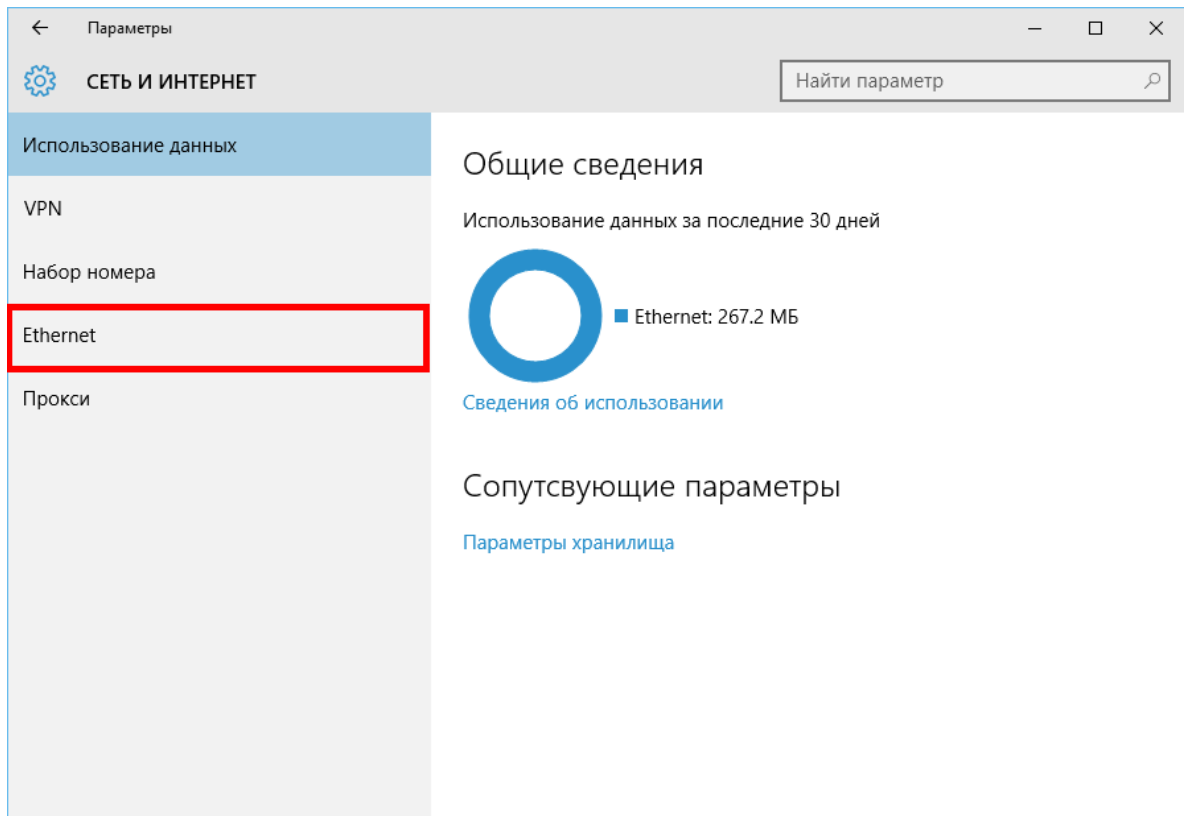 Параметры
СЕТЬ И ИНТЕРНЕТ
Найти параметр
Использование данных
VPN
Набор номера
Ethernet
Прокси
Общие сведения
Использование данных за последние 30 дней
Ethernet: 267.2 МБ
Сведения об использовании
Сопутсвующие параметры
Параметры хранилища